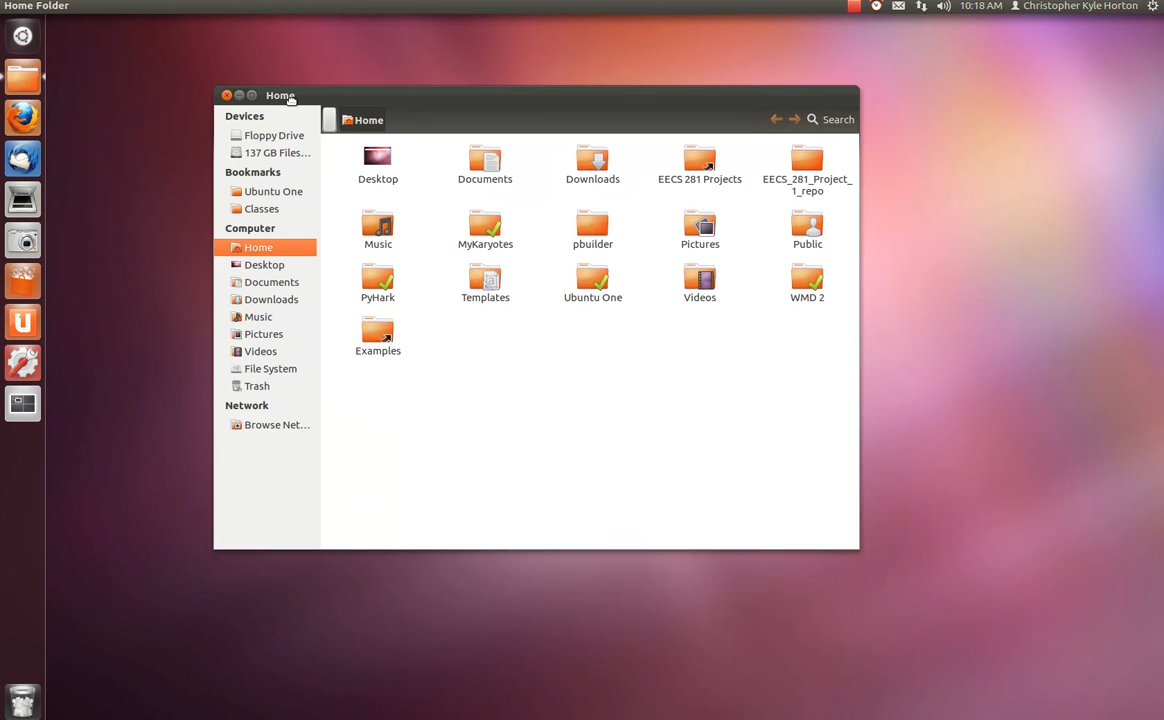 Home Folder
10:18 AM
Christopher Kyle Horton
Home
Devices
Floppy Drive
137 GB Files...
Bookmarks
Ubuntu One
Classes
Computer
Home
Desktop
Documents
Downloads
Music
Pictures
Videos
File System
Trash
Network
Browse Net...
Home
Search
Desktop
Documents
Downloads
EECS 281 Projects
EECS_281_Project_
1_repo
Music
MyKaryotes
pbuilder
Pictures
Public
PyHark
Templates
Ubuntu One
Videos
WMD 2
Examples